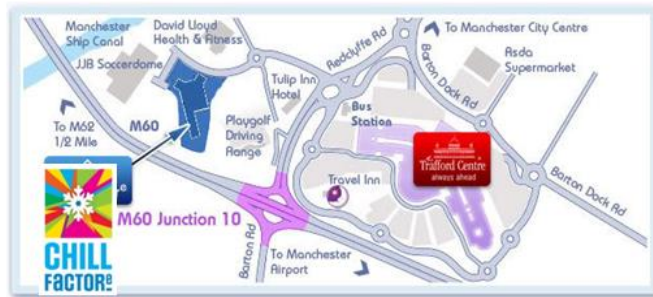 Manchester
Ship Canal
David Lloyd
Health & Fitness
JJB Soccerdome
To M62
1/2 Mile
M60
Tulip Inn
Hotel
Playgolf
Driving
Range
Redclyffe Rd
To Manchester City Centre
Barton Dock Rd
Asda
Supermarket
Bus
Station
Trafford Centre
always ahead
Travel Inn
Barton Dock Rd
M60 Junction 10
Barton Rd
To Manchester
Airport
CHILL
FACTORe